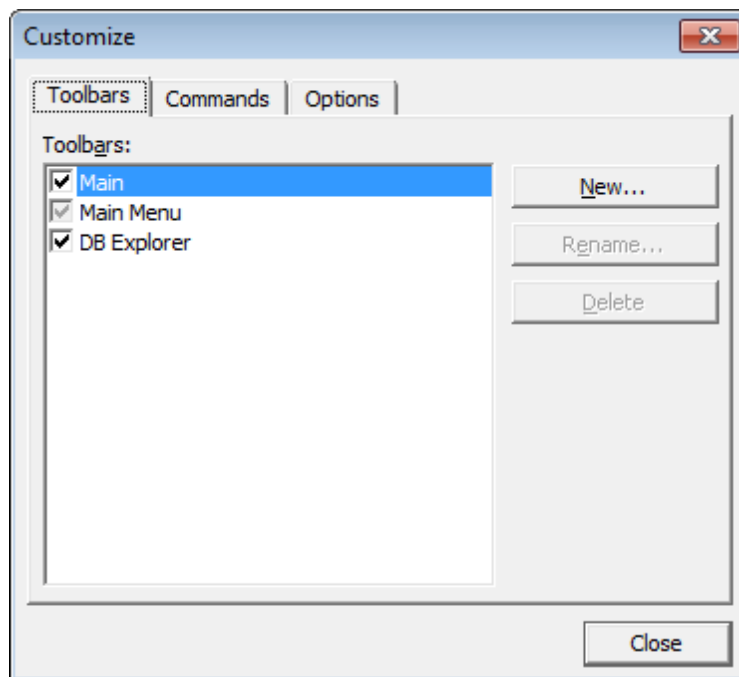 Customize
Toolbars Commands Options
Toolbars:
Main
Main Menu
DB Explorer
New...
Rename...
Delete
Close